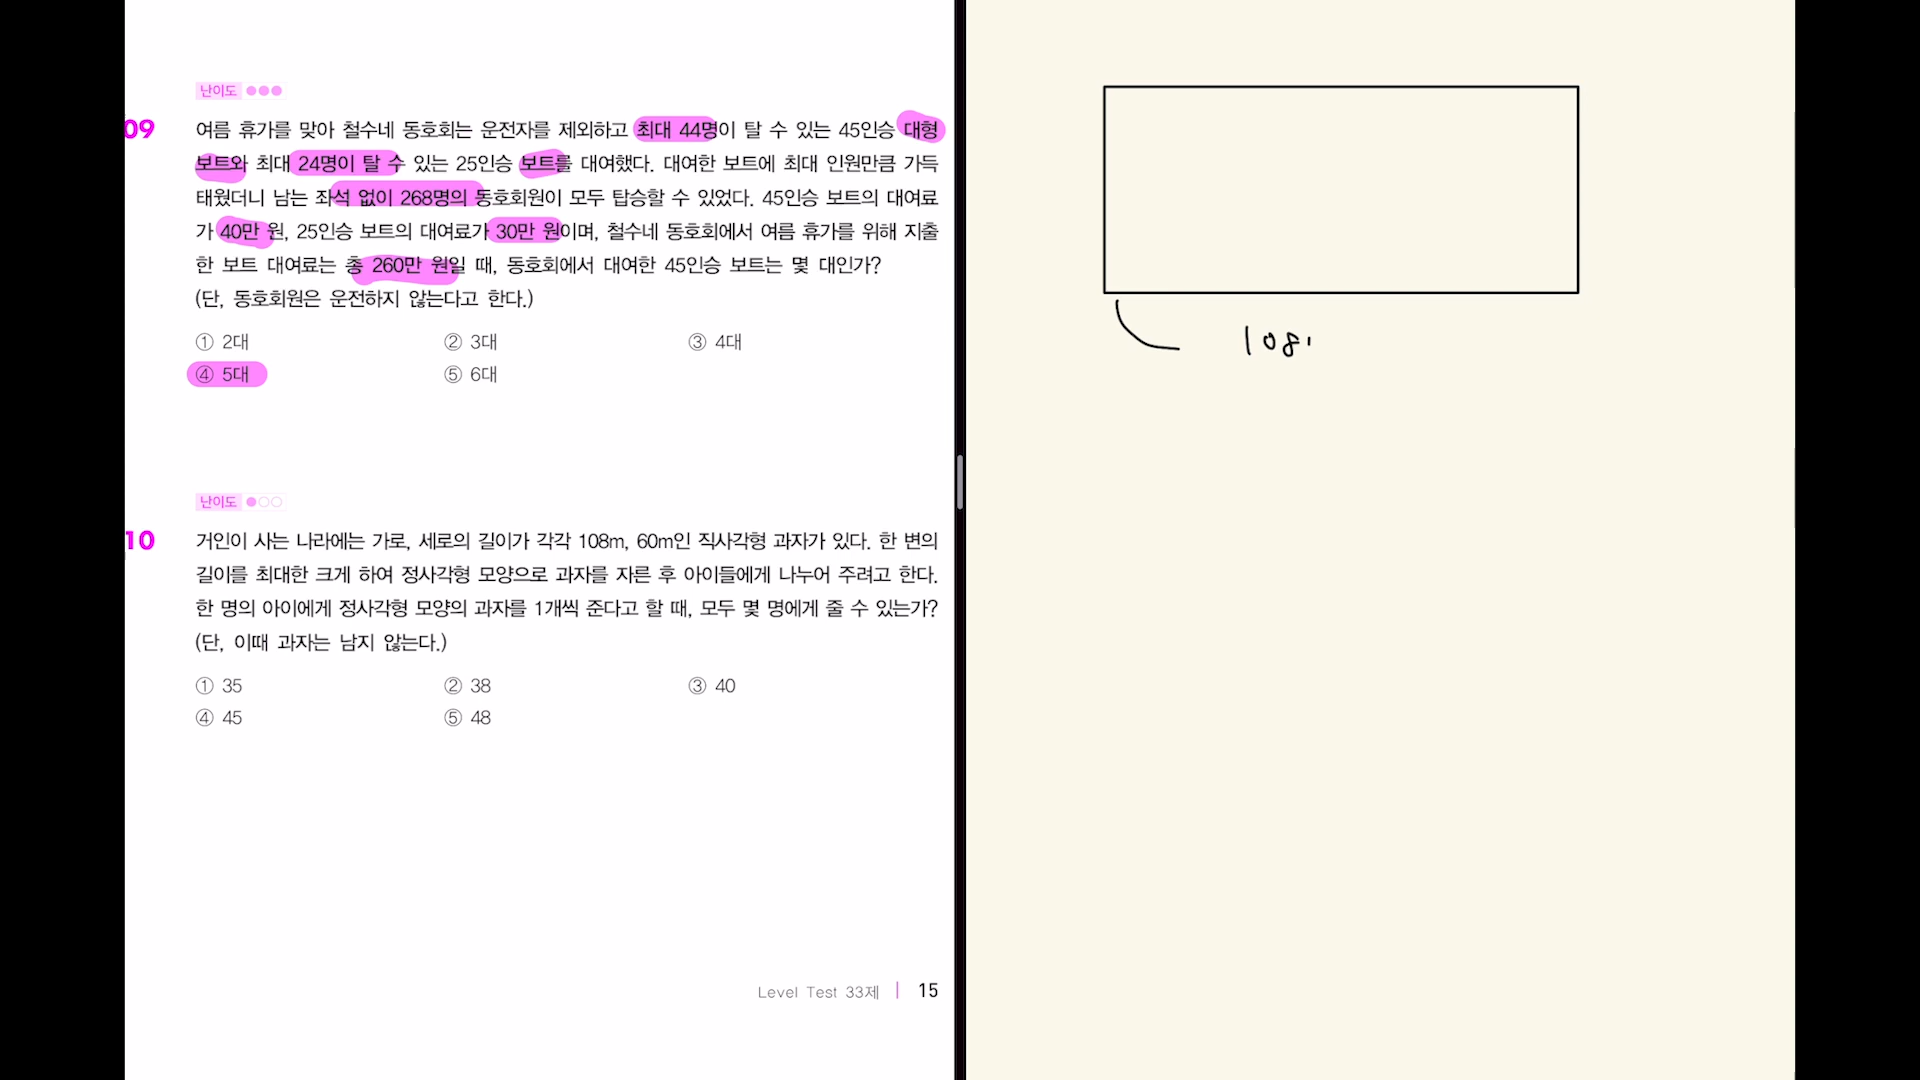 난이도 ●●●
09
여름 휴가를 맞아 철수네 동호회는 운전자를 제외하고 최대 44명이 탈 수 있는 45인승 대형
보트와 최대 24명이 탈 수 있는 25인승 보트를 대여했다. 대여한 보트에 최대 인원만큼 가득
태웠더니 남는 좌석 없이 268명의 동호회원이 모두 탑승할 수 있었다. 45인승 보트의 대여료
가 40만 원, 25인승 보트의 대여료가 30만 원이며, 철수네 동호회에서 여름 휴가를 위해 지출
한 보트 대여료는 총 260만 원일 때, 동호회에서 대여한 45인승 보트는 몇 대인가?
(단, 동호회원은 운전하지 않는다고 한다.)
① 2대 ② 3대 ③ 4대
④ 5대 ⑤ 6대
난이도 ●○○
10
거인이 사는 나라에는 가로, 세로의 길이가 각각 108m, 60m인 직사각형 과자가 있다. 한 변의
길이를 최대한 크게 하여 정사각형 모양으로 과자를 자른 후 아이들에게 나누어 주려고 한다.
한 명의 아이에게 정사각형 모양의 과자를 1개씩 준다고 할 때, 모두 몇 명에게 줄 수 있는가?
(단, 이때 과자는 남지 않는다.)
① 35 ② 38 ③ 40
④ 45 ⑤ 48
Level Test 33제 | 15
108